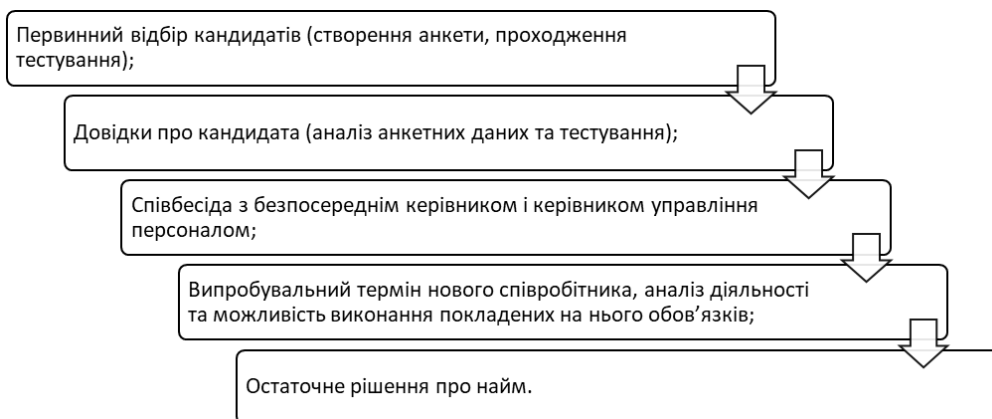 Первинний відбір кандидатів (створення анкети, проходження
тестування);
Довідки про кандидата (аналіз анкетних даних та тестування);
Співбесіда з безпосереднім керівником і керівником управління
персоналом;
Випробувальний термін нового співробітника, аналіз діяльності
та можливість виконання покладених на нього обов’язків;
Остаточне рішення про найм.